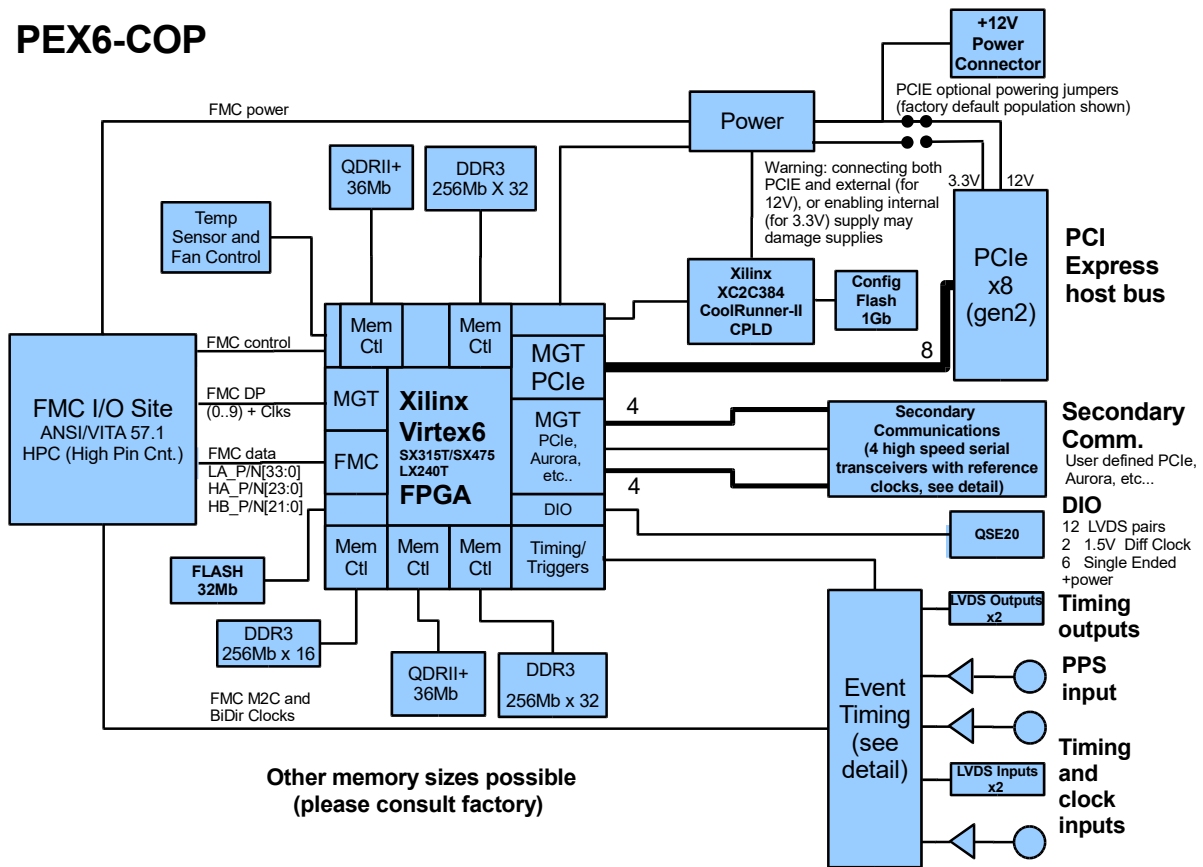 PEX6-COP
+12V
Power
Connector
PCIE optional powering jumpers
(factory default population shown)
FMC power
Power
QDRII+
36Mb
DDR3
256Mb X 32
Warning: connecting both
PCIE and external (for
12V), or enabling internal
(for 3.3V) supply may
damage supplies
3.3V
12V
Temp
Sensor and
Fan Control
PCIe
x8
(gen2)
PCI
Express
host bus
Xilinx
XC2C384
CoolRunner-II
CPLD
Config
Flash
1Gb
Mem
Ctl
Mem
Ctl
FMC control
MGT
PCIe
8
FMC I/O Site
ANSI/VITA 57.1
HPC (High Pin Cnt.)
FMC DP
(0..9) + Clks
MGT
Xilinx
Virtex6
SX315T/SX475
LX240T
FPGA
MGT
PCIe,
Aurora,
etc..
4
4
Secondary
Communications
(4 high speed serial
transceivers with reference
clocks, see detail)
Secondary
Comm.
User defined PCIe,
Aurora, etc...
FMC data
LA_P/N[33:0]
HA_P/N[23:0]
HB_P/N[21:0]
FMC
DIO
QSE20
DIO
12 LVDS pairs
2 1.5V Diff Clock
6 Single Ended
+power
Mem
Ctl
Mem
Ctl
Mem
Ctl
Timing/
Triggers
FLASH
32Mb
DDR3
256Mb x 16
QDRII+
36Mb
DDR3
256Mb x 32
LVDS Outputs
x2
Timing
outputs
PPS
input
Event
Timing
(see
detail)
FMC M2C and
BiDir Clocks
LVDS Inputs
x2
Timing
and
clock
inputs
Other memory sizes possible
(please consult factory)